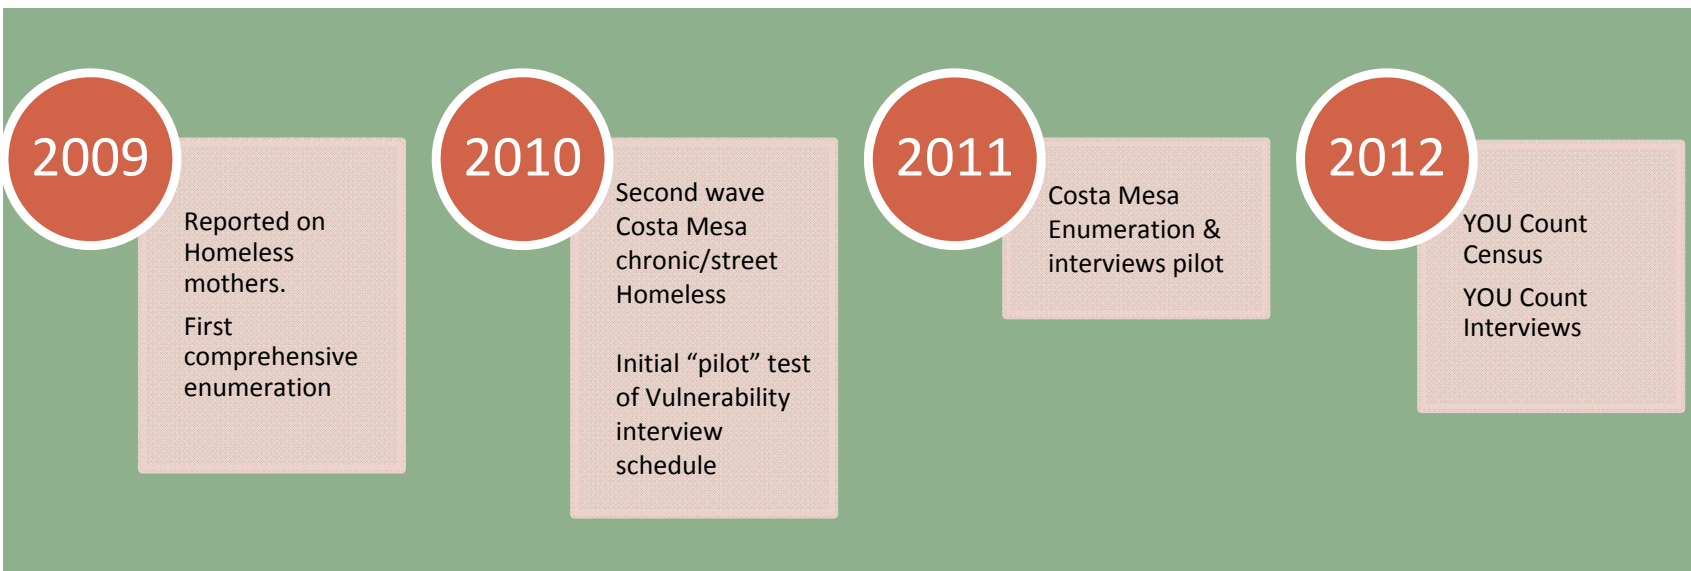 2009
Reported on
Homeless
mothers.
First
comprehensive
enumeration
2010
Second wave
Costa Mesa
chronic/street
Homeless
Initial “pilot” test
of Vulnerability
interview
schedule
2011
Costa Mesa
Enumeration &
interviews pilot
2012
YOU Count
Census
YOU Count
Interviews